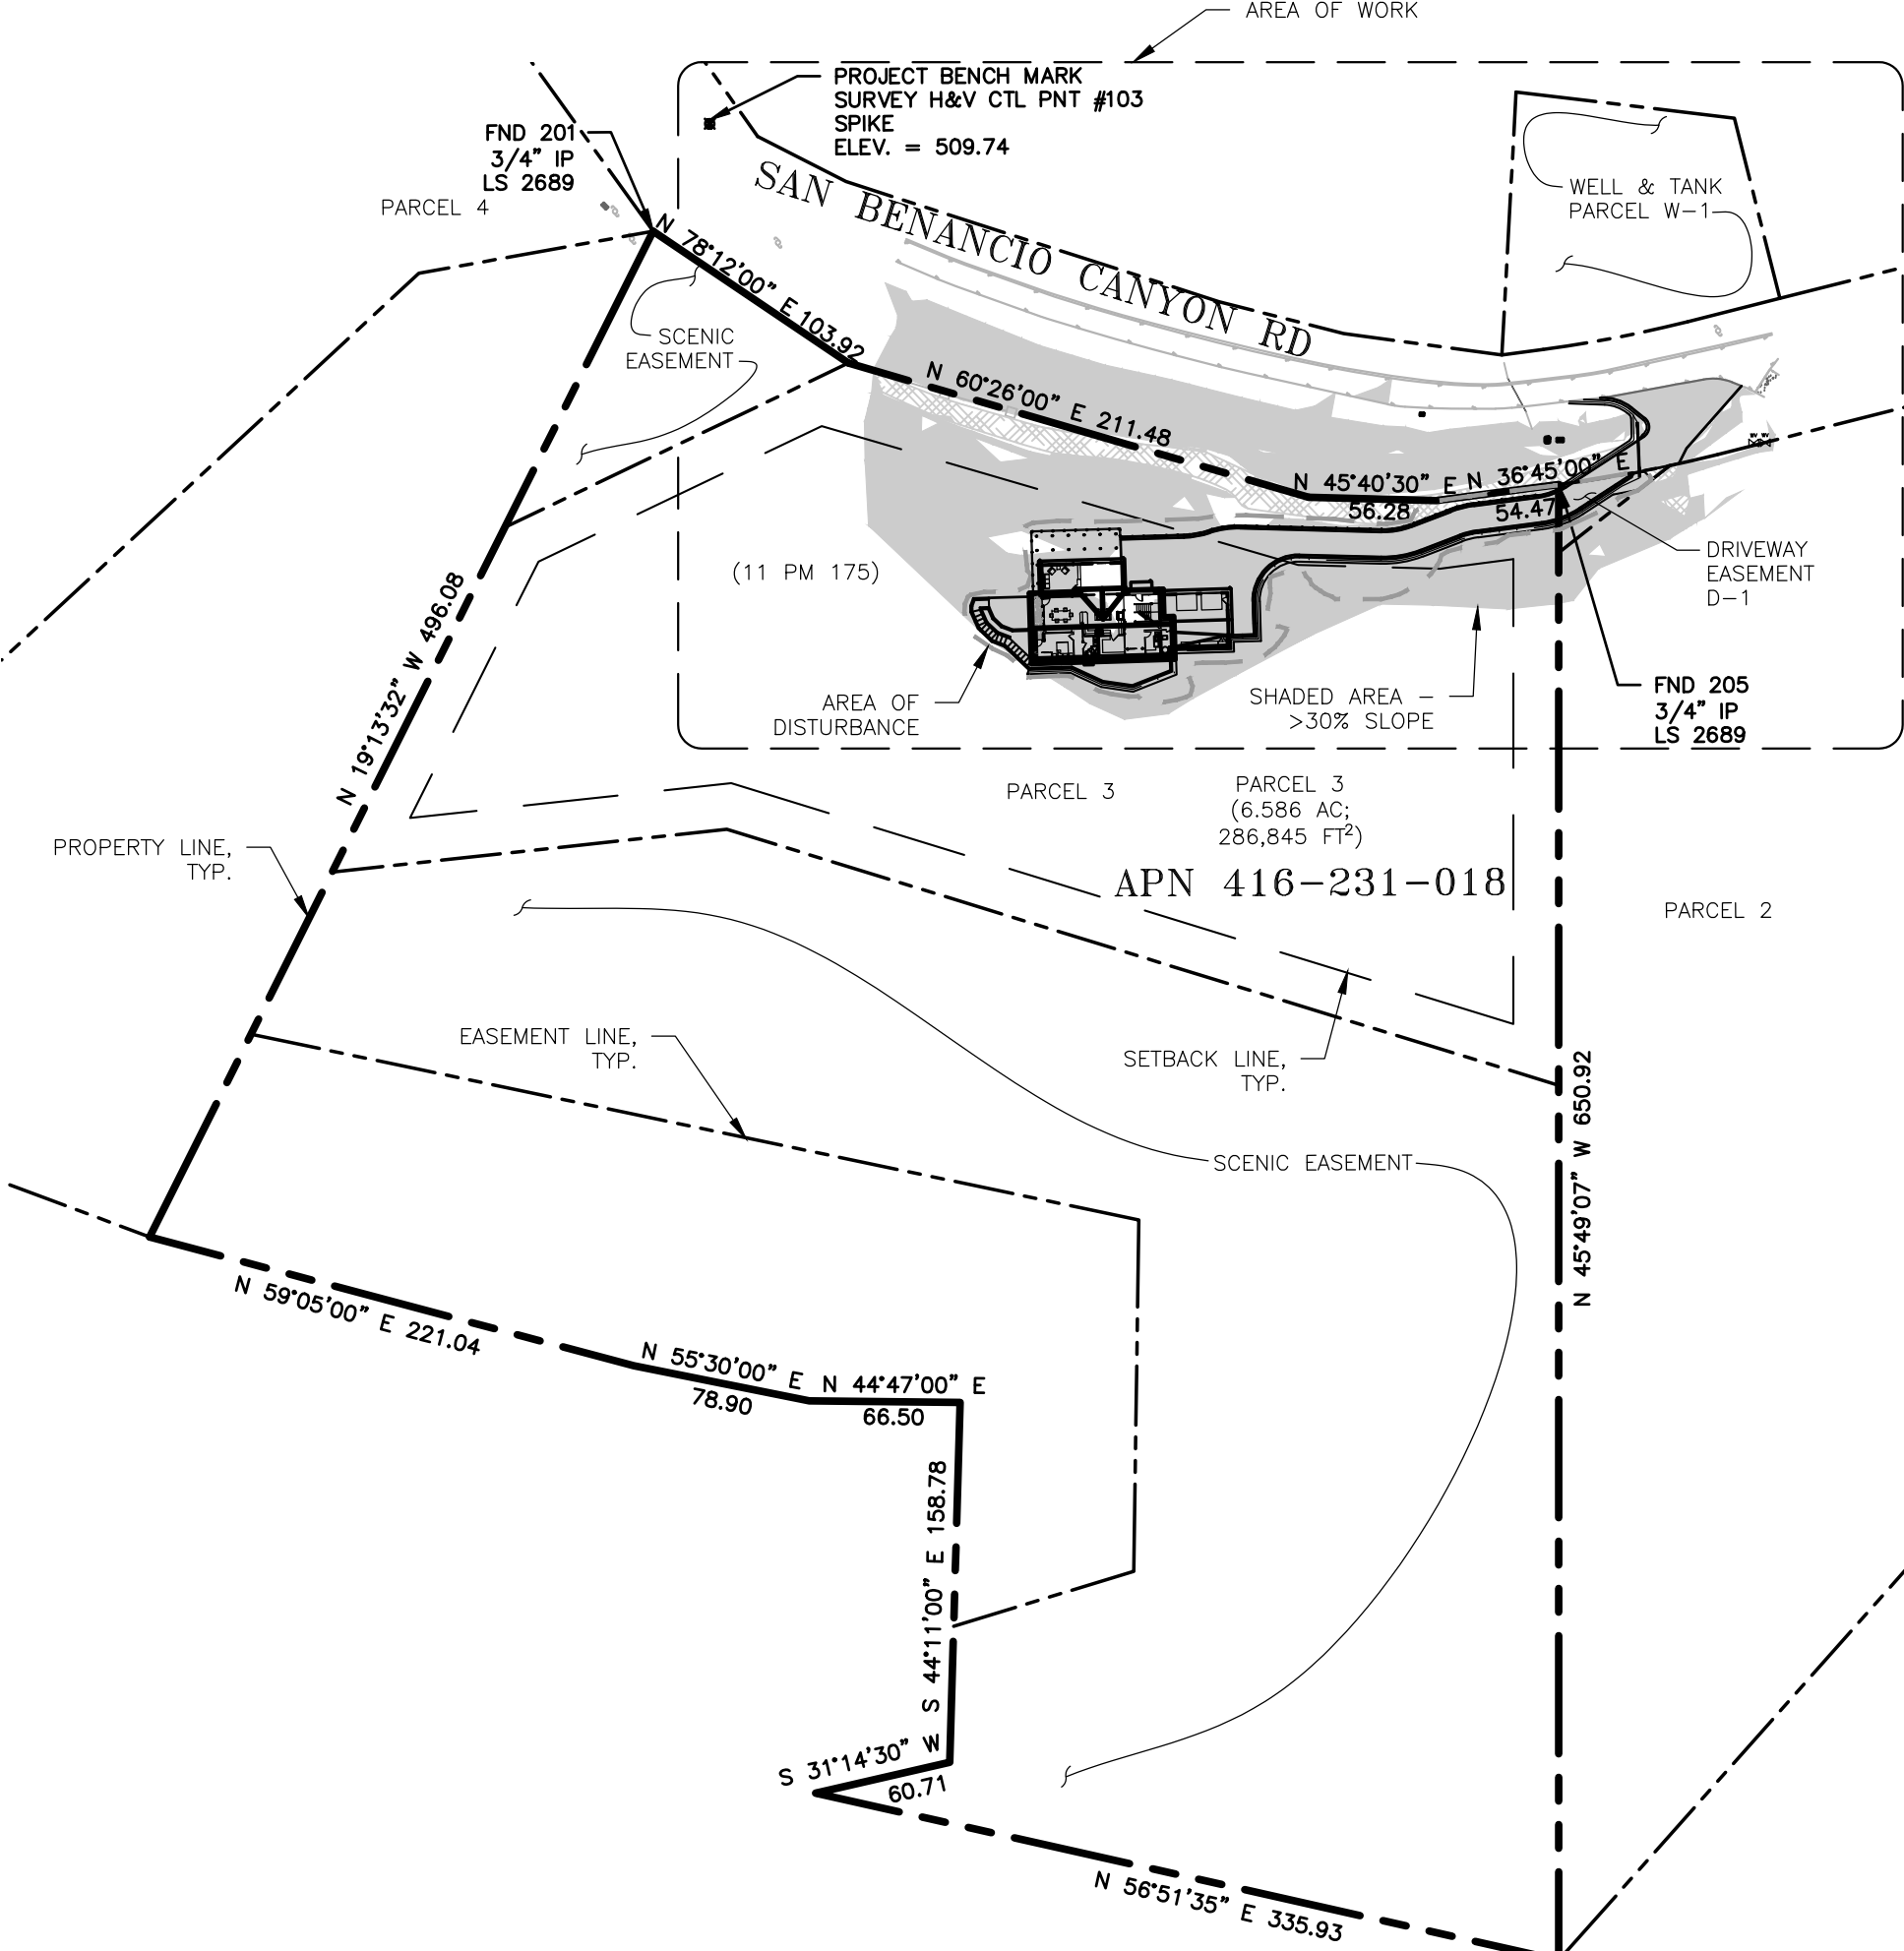 AREA OF WORK
PROJECT BENCH MARK
SURVEY H&V CTL PNT #103
SPIKE
ELEV. = 509.74
FND 201
3/4" IP
LS 2689
PARCEL 4
SAN BENANCIO CANYON RD
WELL & TANK
PARCEL W-1
N 78°12'00" E 103.92
SCENIC
EASEMENT
N 60°26'00" E 211.48
N 45°40'30" E
56.28
N 36°45'00" E
54.47
(11 PM 175)
DRIVEWAY
EASEMENT
D-1
AREA OF
DISTURBANCE
SHADED AREA -
>30% SLOPE
FND 205
3/4" IP
LS 2689
N 19°13'32" W 496.08
PARCEL 3
PARCEL 3
(6.586 AC;
286,845 FT²)
APN 416-231-018
PROPERTY LINE,
TYP.
PARCEL 2
EASEMENT LINE,
TYP.
SETBACK LINE,
TYP.
N 45°49'07" W 650.92
SCENIC EASEMENT
N 59°05'00" E 221.04
N 55°30'00" E
78.90
N 44°47'00" E
66.50
S 44°11'00" E 158.78
S 31°14'30" W
60.71
N 56°51'35" E 335.93